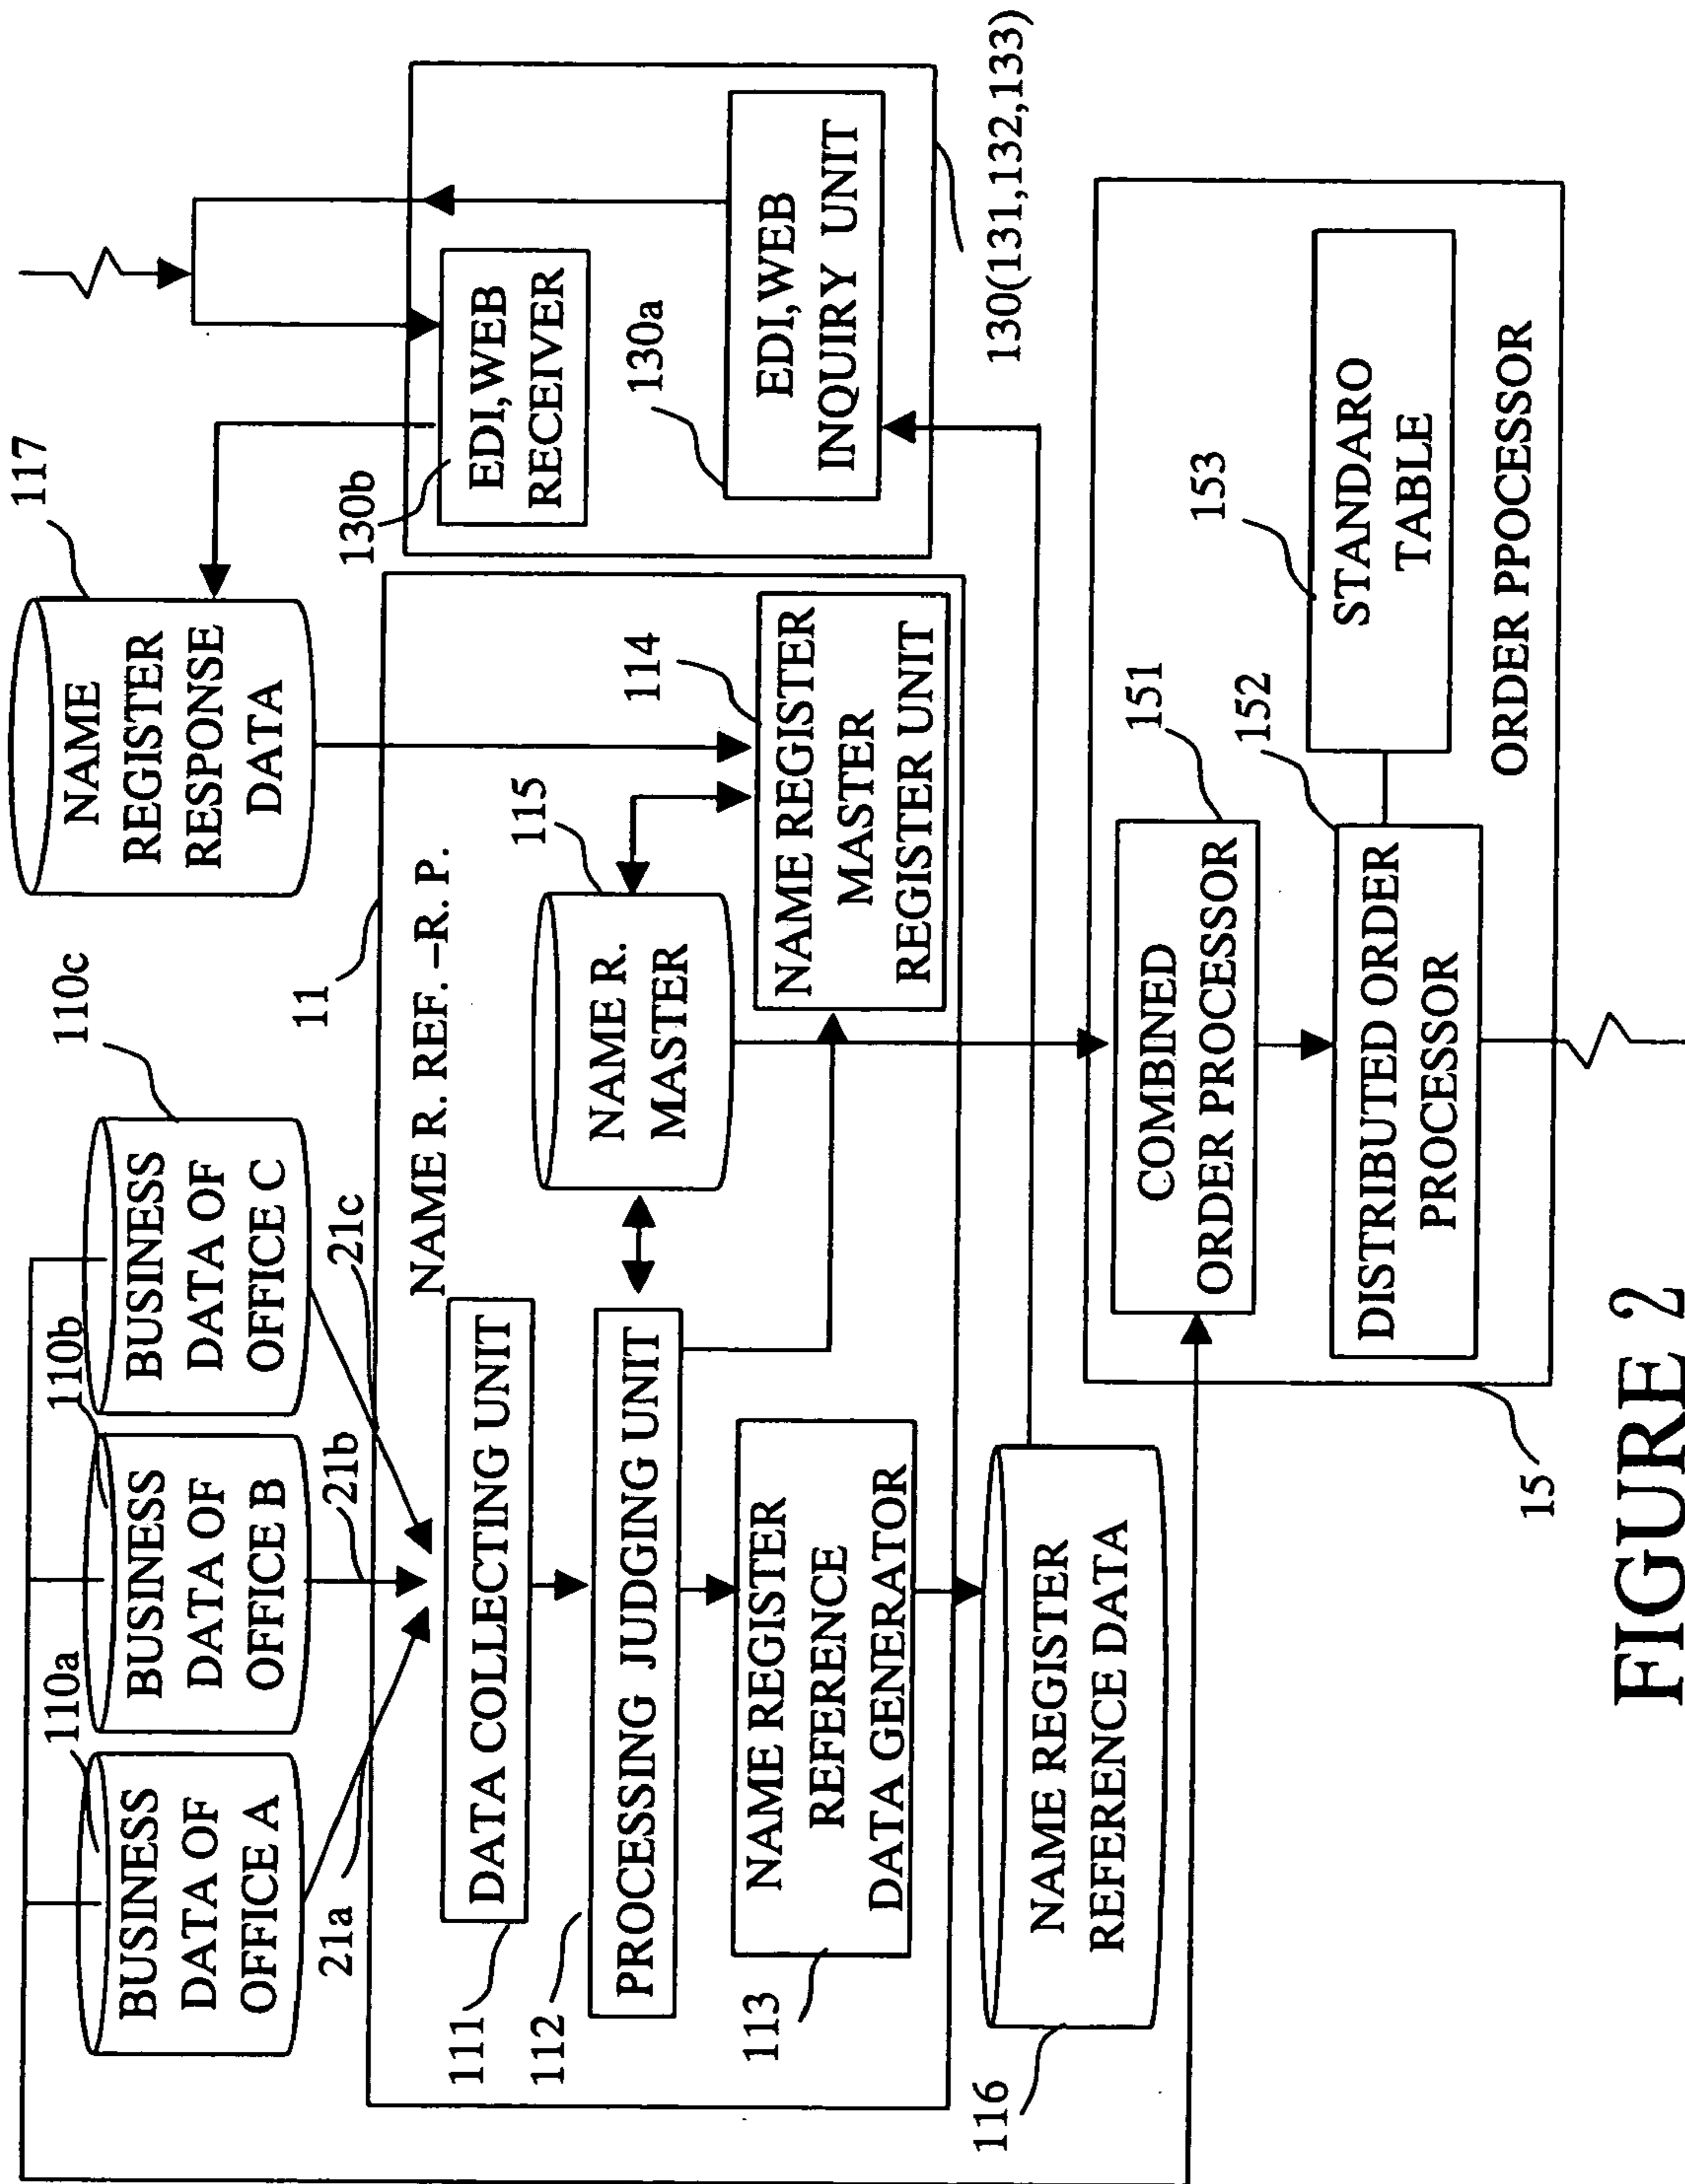 110a
BUSINESS
DATA OF
OFFICE A
110b
BUSINESS
DATA OF
OFFICE B
110c
BUSINESS
DATA OF
OFFICE C
117
NAME
REGISTER
RESPONSE
DATA
21a
21b
21c
11
NAME R. REF. –R. P.
111
DATA COLLECTING UNIT
112
PROCESSING JUDGING UNIT
113
NAME REGISTER
REFERENCE
DATA GENERATOR
115
NAME R.
MASTER
114
NAME REGISTER
MASTER
REGISTER UNIT
130b
EDI,WEB
RECEIVER
130a
EDI,WEB
INQUIRY UNIT
130(131,132,133)
116
NAME REGISTER
REFERENCE DATA
15
151
COMBINED
ORDER PROCESSOR
152
DISTRIBUTED ORDER
PROCESSOR
153
STANDARO
TABLE
ORDER PPOCESSOR
FIGURE 2